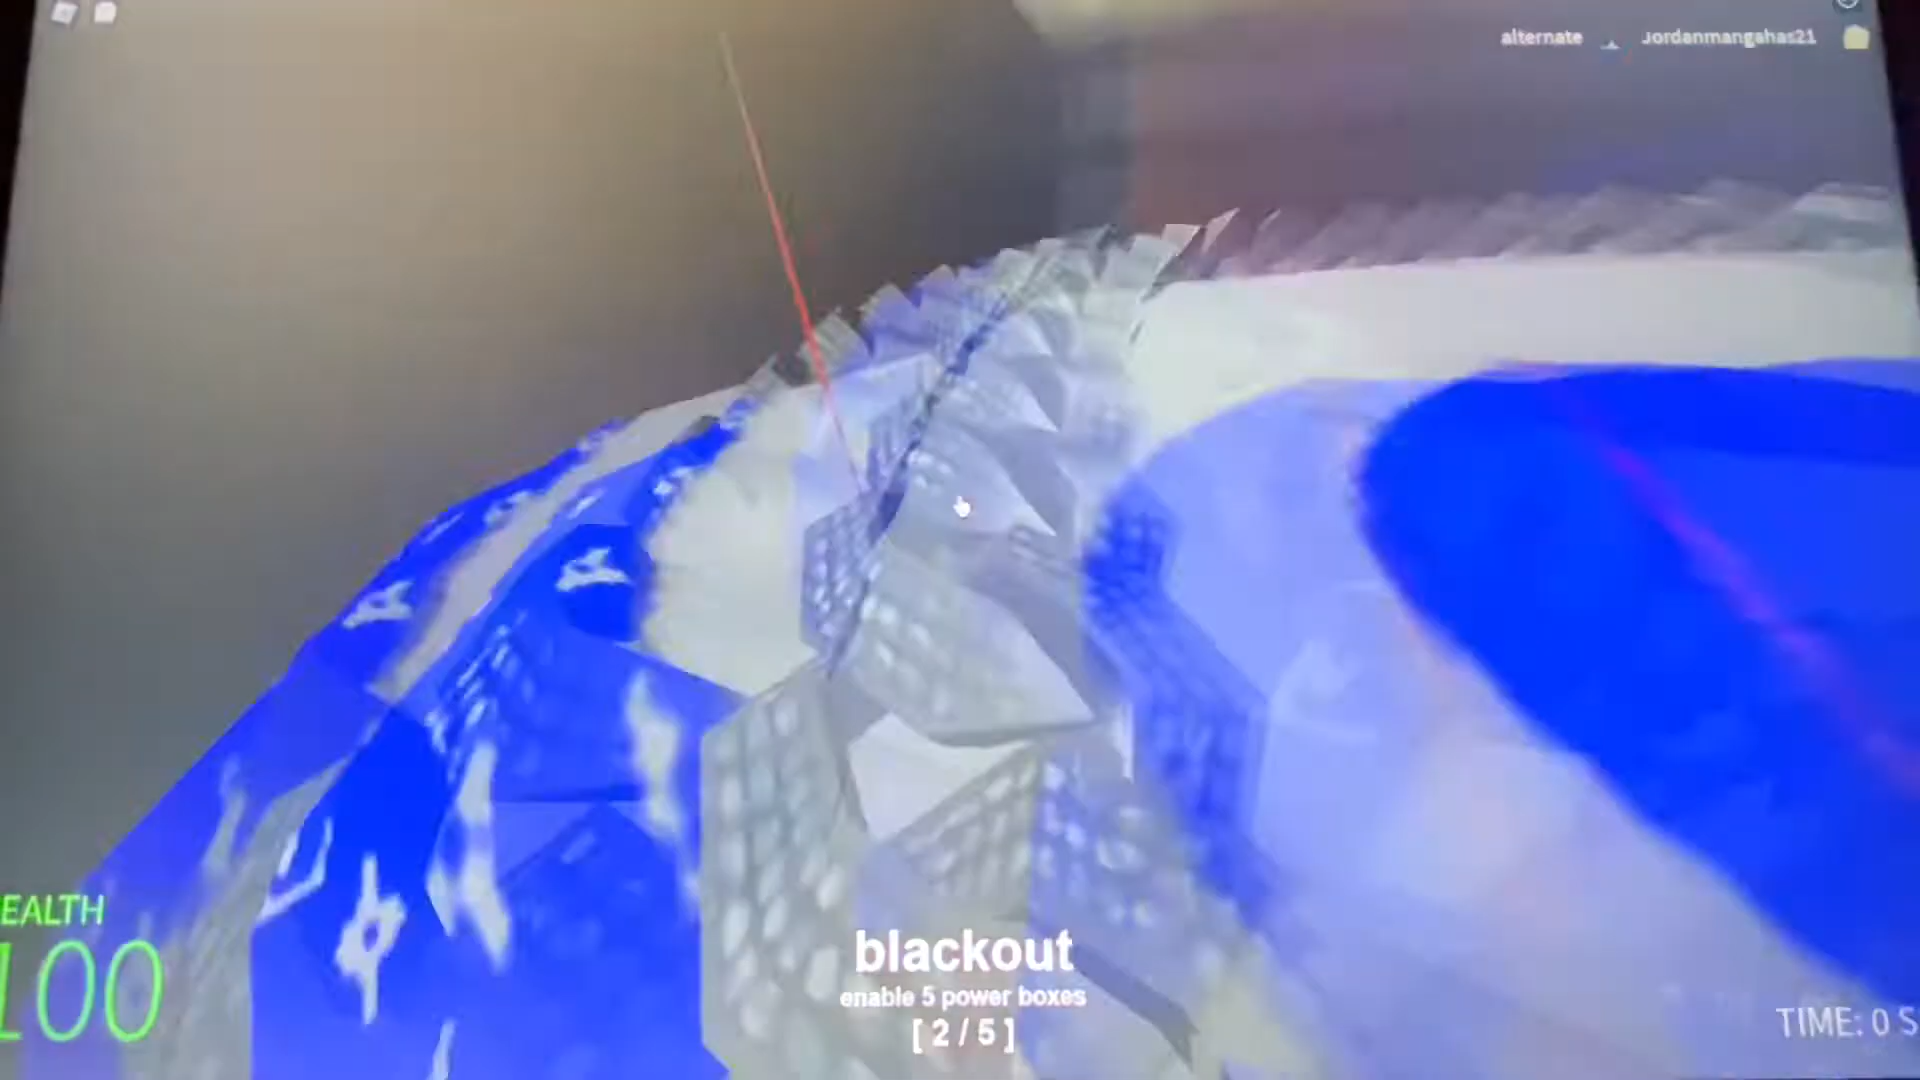 alternate
Jordanmangahas21
EALTH
100
blackout
enable 5 power boxes
[ 2 / 5 ]
TIME: 0 S